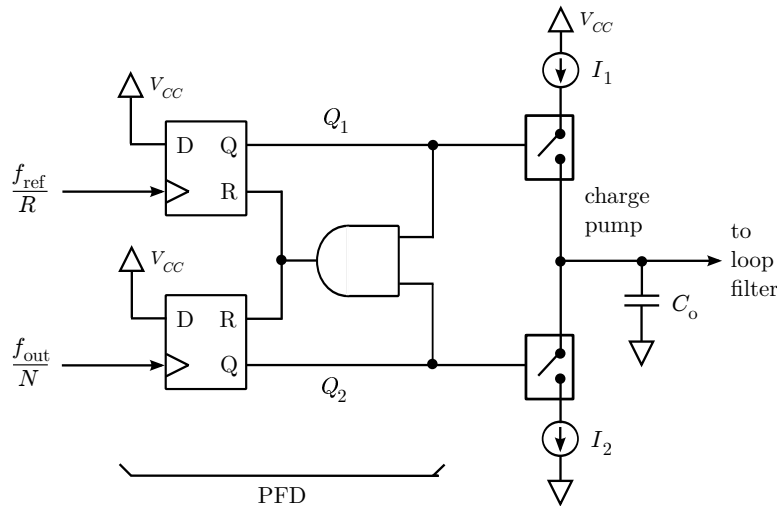 V_CC
I_1
V_CC
Q_1
D Q
f_ref/R
R
charge
pump
V_CC
to
loop
filter
D R
C_o
f_out/N
Q
Q_2
I_2
PFD